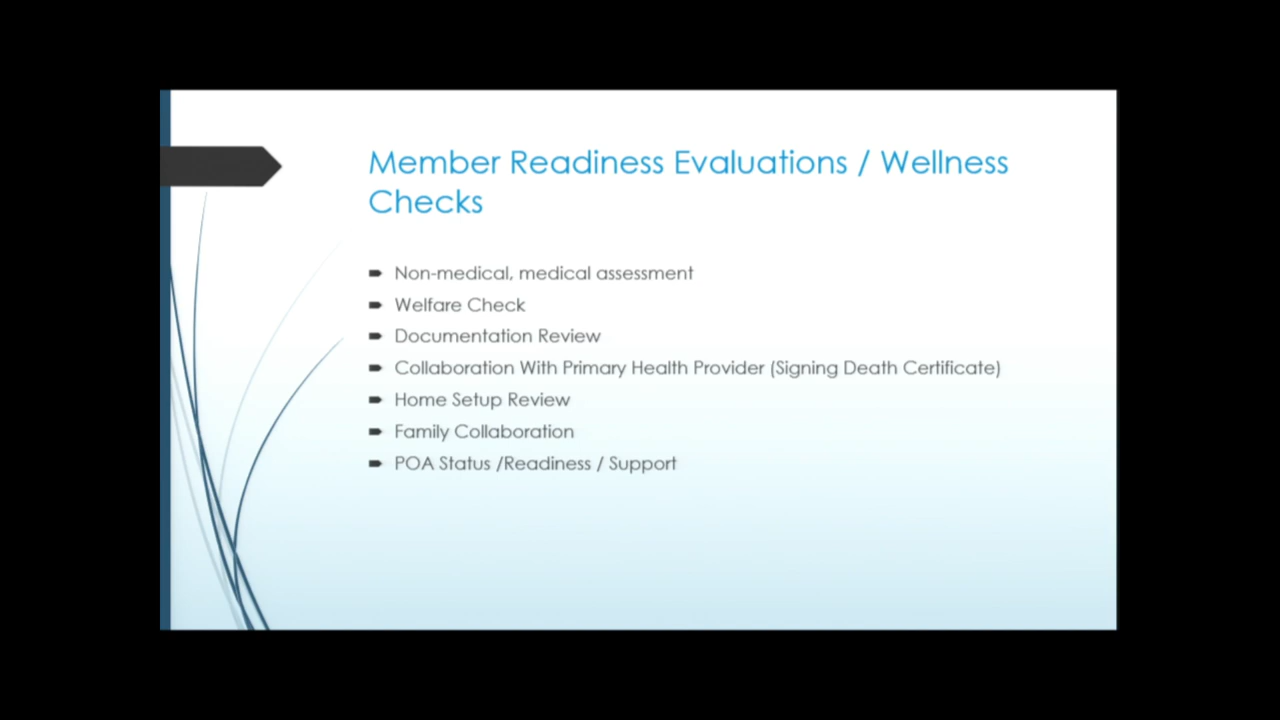 Member Readiness Evaluations / Wellness
Checks
Non-medical, medical assessment
Welfare Check
Documentation Review
Collaboration With Primary Health Provider (Signing Death Certificate)
Home Setup Review
Family Collaboration
POA Status /Readiness / Support